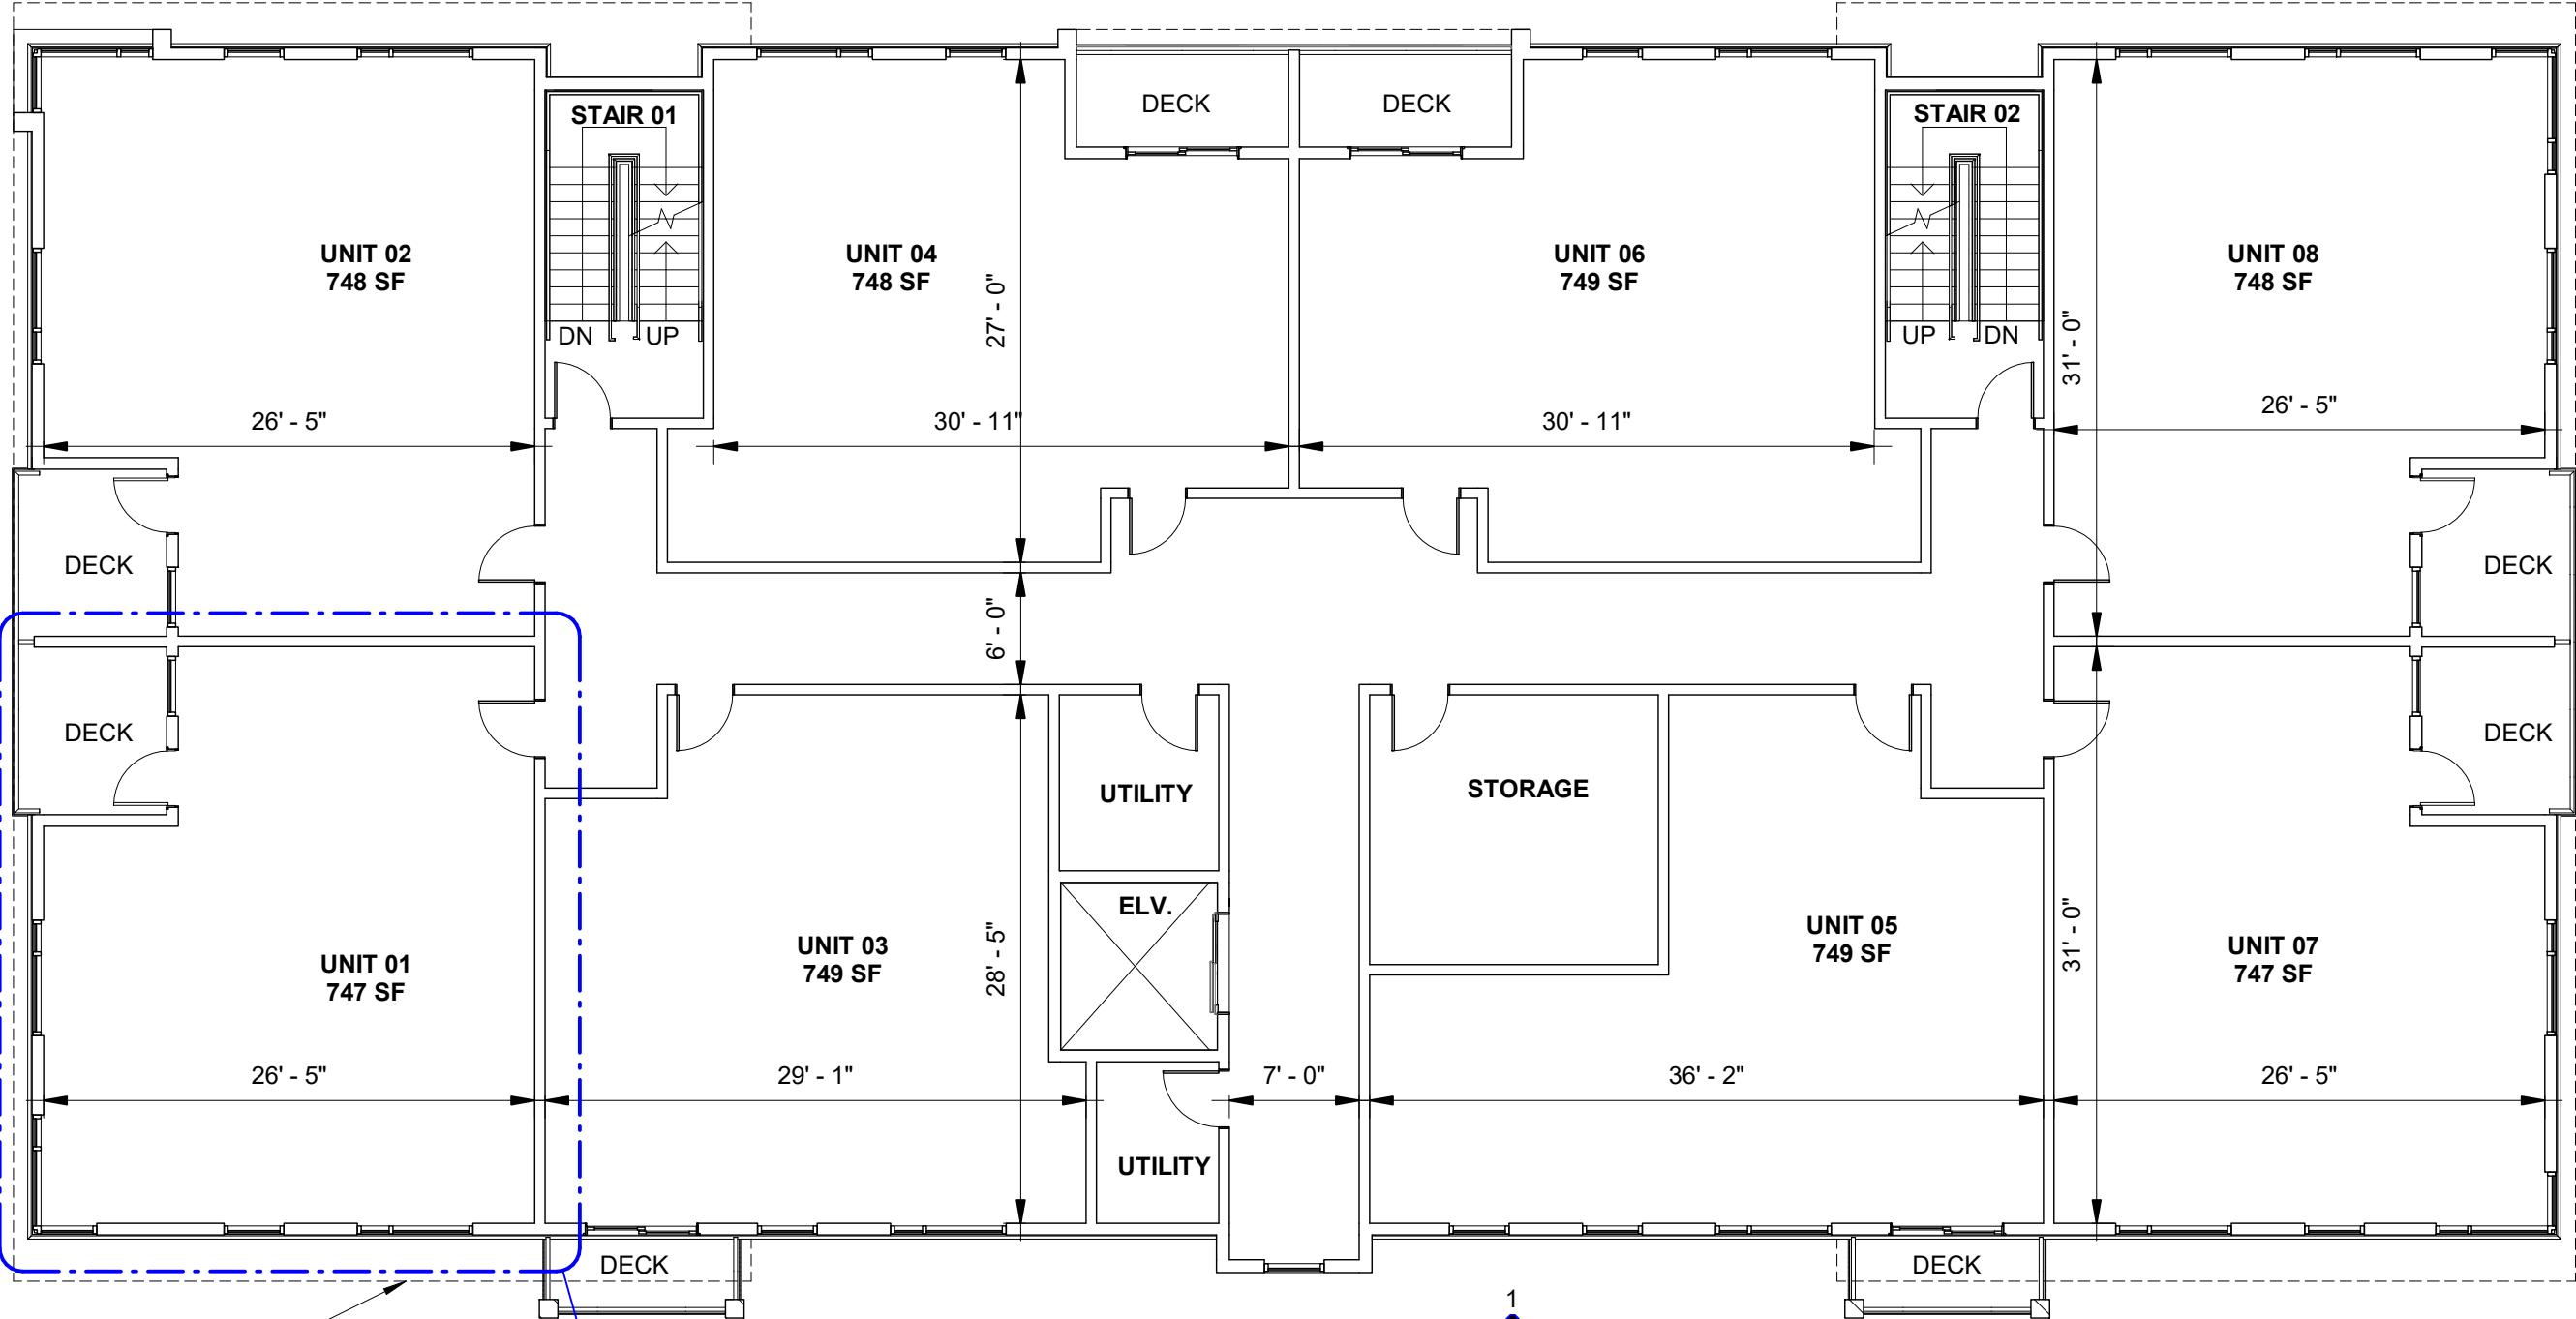 DECK
DECK
STAIR 01
STAIR 02
UNIT 02
748 SF
UNIT 04
748 SF
UNIT 06
749 SF
UNIT 08
748 SF
27' - 0"
31' - 0"
DN
UP
UP
DN
26' - 5"
30' - 11"
30' - 11"
26' - 5"
DECK
DECK
6' - 0"
DECK
DECK
UTILITY
STORAGE
ELV.
UNIT 01
747 SF
UNIT 03
749 SF
28' - 5"
UNIT 05
749 SF
31' - 0"
UNIT 07
747 SF
26' - 5"
29' - 1"
7' - 0"
36' - 2"
26' - 5"
UTILITY
DECK
DECK
1